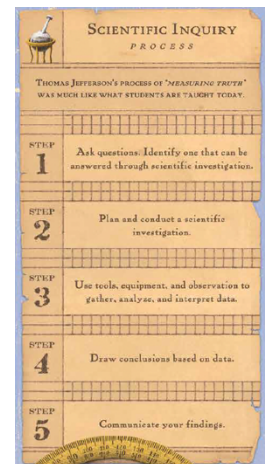 SCIENTIFIC INQUIRY
PROCESS
THOMAS JEFFERSON'S PROCESS OF "MEASURING TRUTH"
WAS MUCH LIKE WHAT STUDENTS ARE TAUGHT TODAY.
STEP
1
Ask questions. Identify one that can be
answered through scientific investigation.
STEP
2
Plan and conduct a scientific
investigation.
STEP
3
Use tools, equipment, and observation to
gather, analyze, and interpret data.
STEP
4
Draw conclusions based on data.
STEP
5
Communicate your findings.